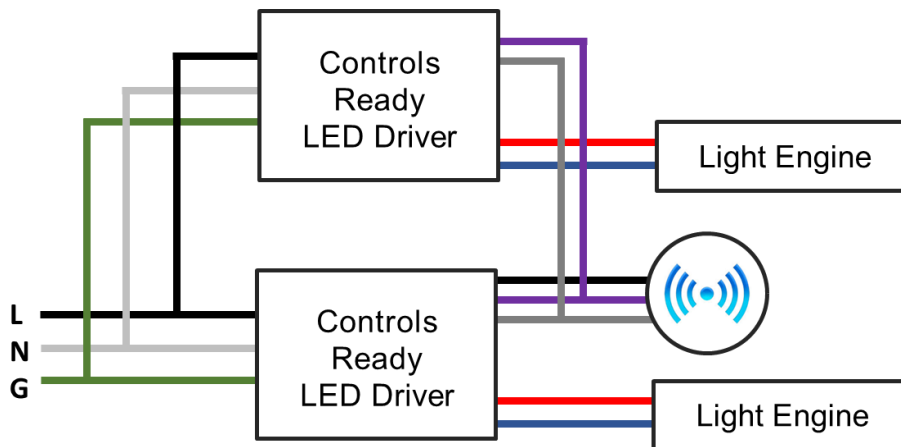 Controls
Ready
LED Driver
Light Engine
L
N
G
Controls
Ready
LED Driver
Light Engine